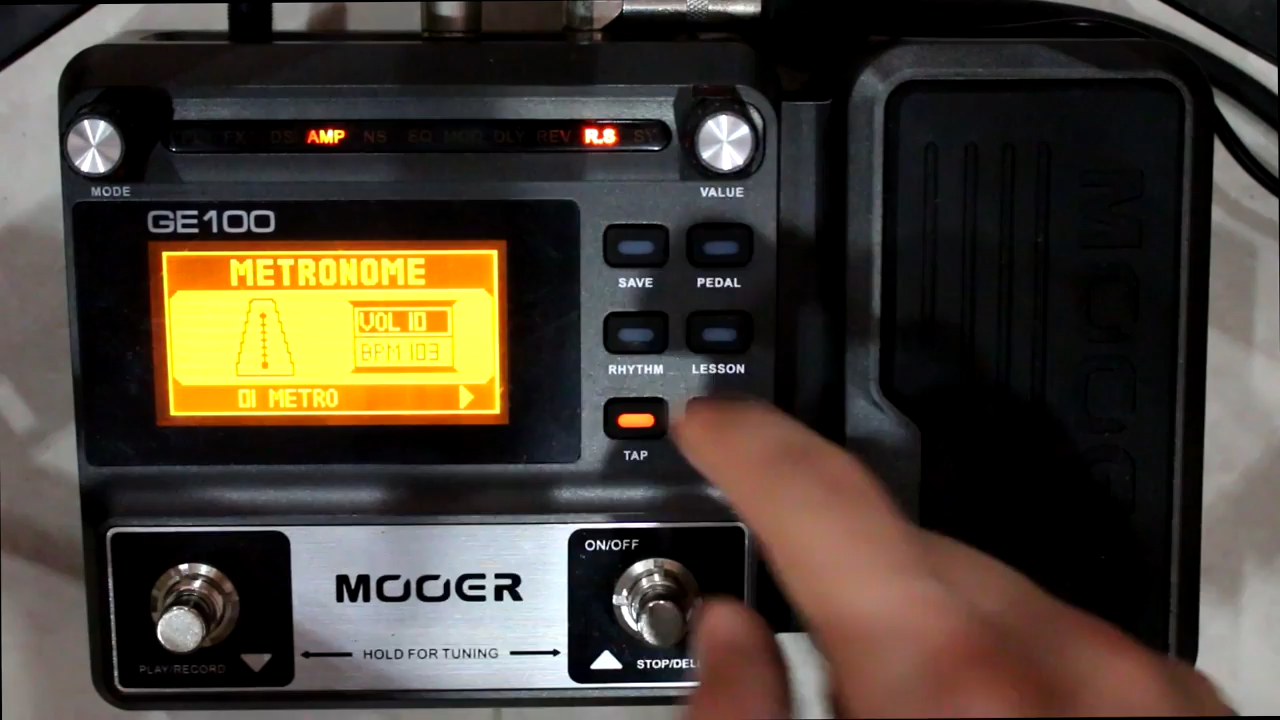 FX DS AMP NS EQ MOD DLY REV R.S SY
MODE
VALUE
GE100
METRONOME
VOL 10
BPM 103
01 METRO
SAVE
PEDAL
RHYTHM
LESSON
TAP
ON/OFF
MOOER
PLAY/RECORD
HOLD FOR TUNING
STOP/DEL
MOOER